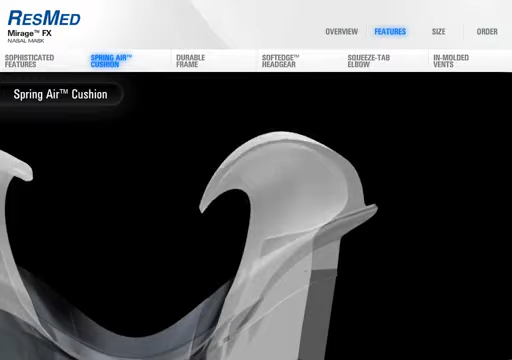 RESMED
Mirage™ FX
NASAL MASK
OVERVIEW
FEATURES
SIZE
ORDER
SOPHISTICATED
FEATURES
SPRING AIR™
CUSHION
DURABLE
FRAME
SOFTEDGE™
HEADGEAR
SQUEEZE-TAB
ELBOW
IN-MOLDED
VENTS
Spring Air™ Cushion